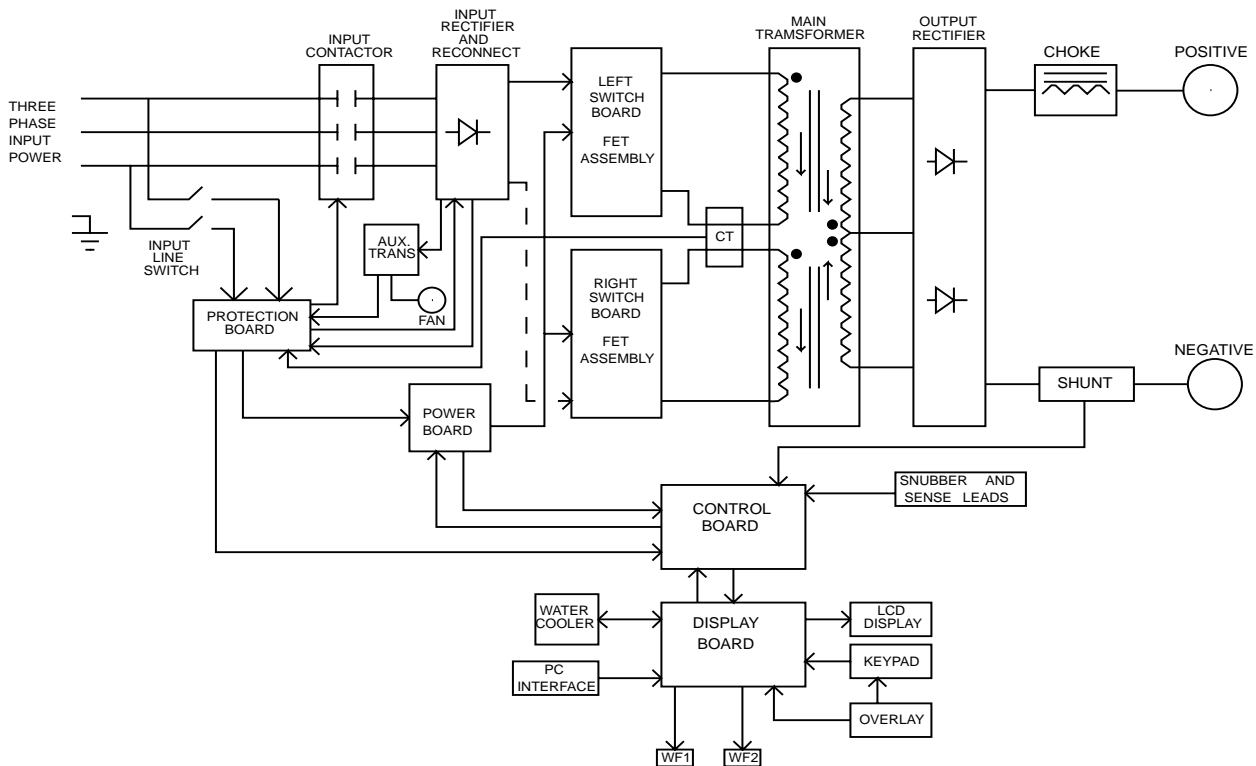 INPUT
CONTACTOR
INPUT
RECTIFIER
AND
RECONNECT
MAIN
TRAMSFORMER
OUTPUT
RECTIFIER
CHOKE
POSITIVE
THREE
PHASE
INPUT
POWER
LEFT
SWITCH
BOARD
FET
ASSEMBLY
INPUT
LINE
SWITCH
AUX.
TRANS
FAN
CT
PROTECTION
BOARD
RIGHT
SWITCH
BOARD
FET
ASSEMBLY
NEGATIVE
SHUNT
POWER
BOARD
SNUBBER AND
SENSE LEADS
CONTROL
BOARD
WATER
COOLER
DISPLAY
BOARD
LCD
DISPLAY
PC
INTERFACE
KEYPAD
OVERLAY
WF1
WF2